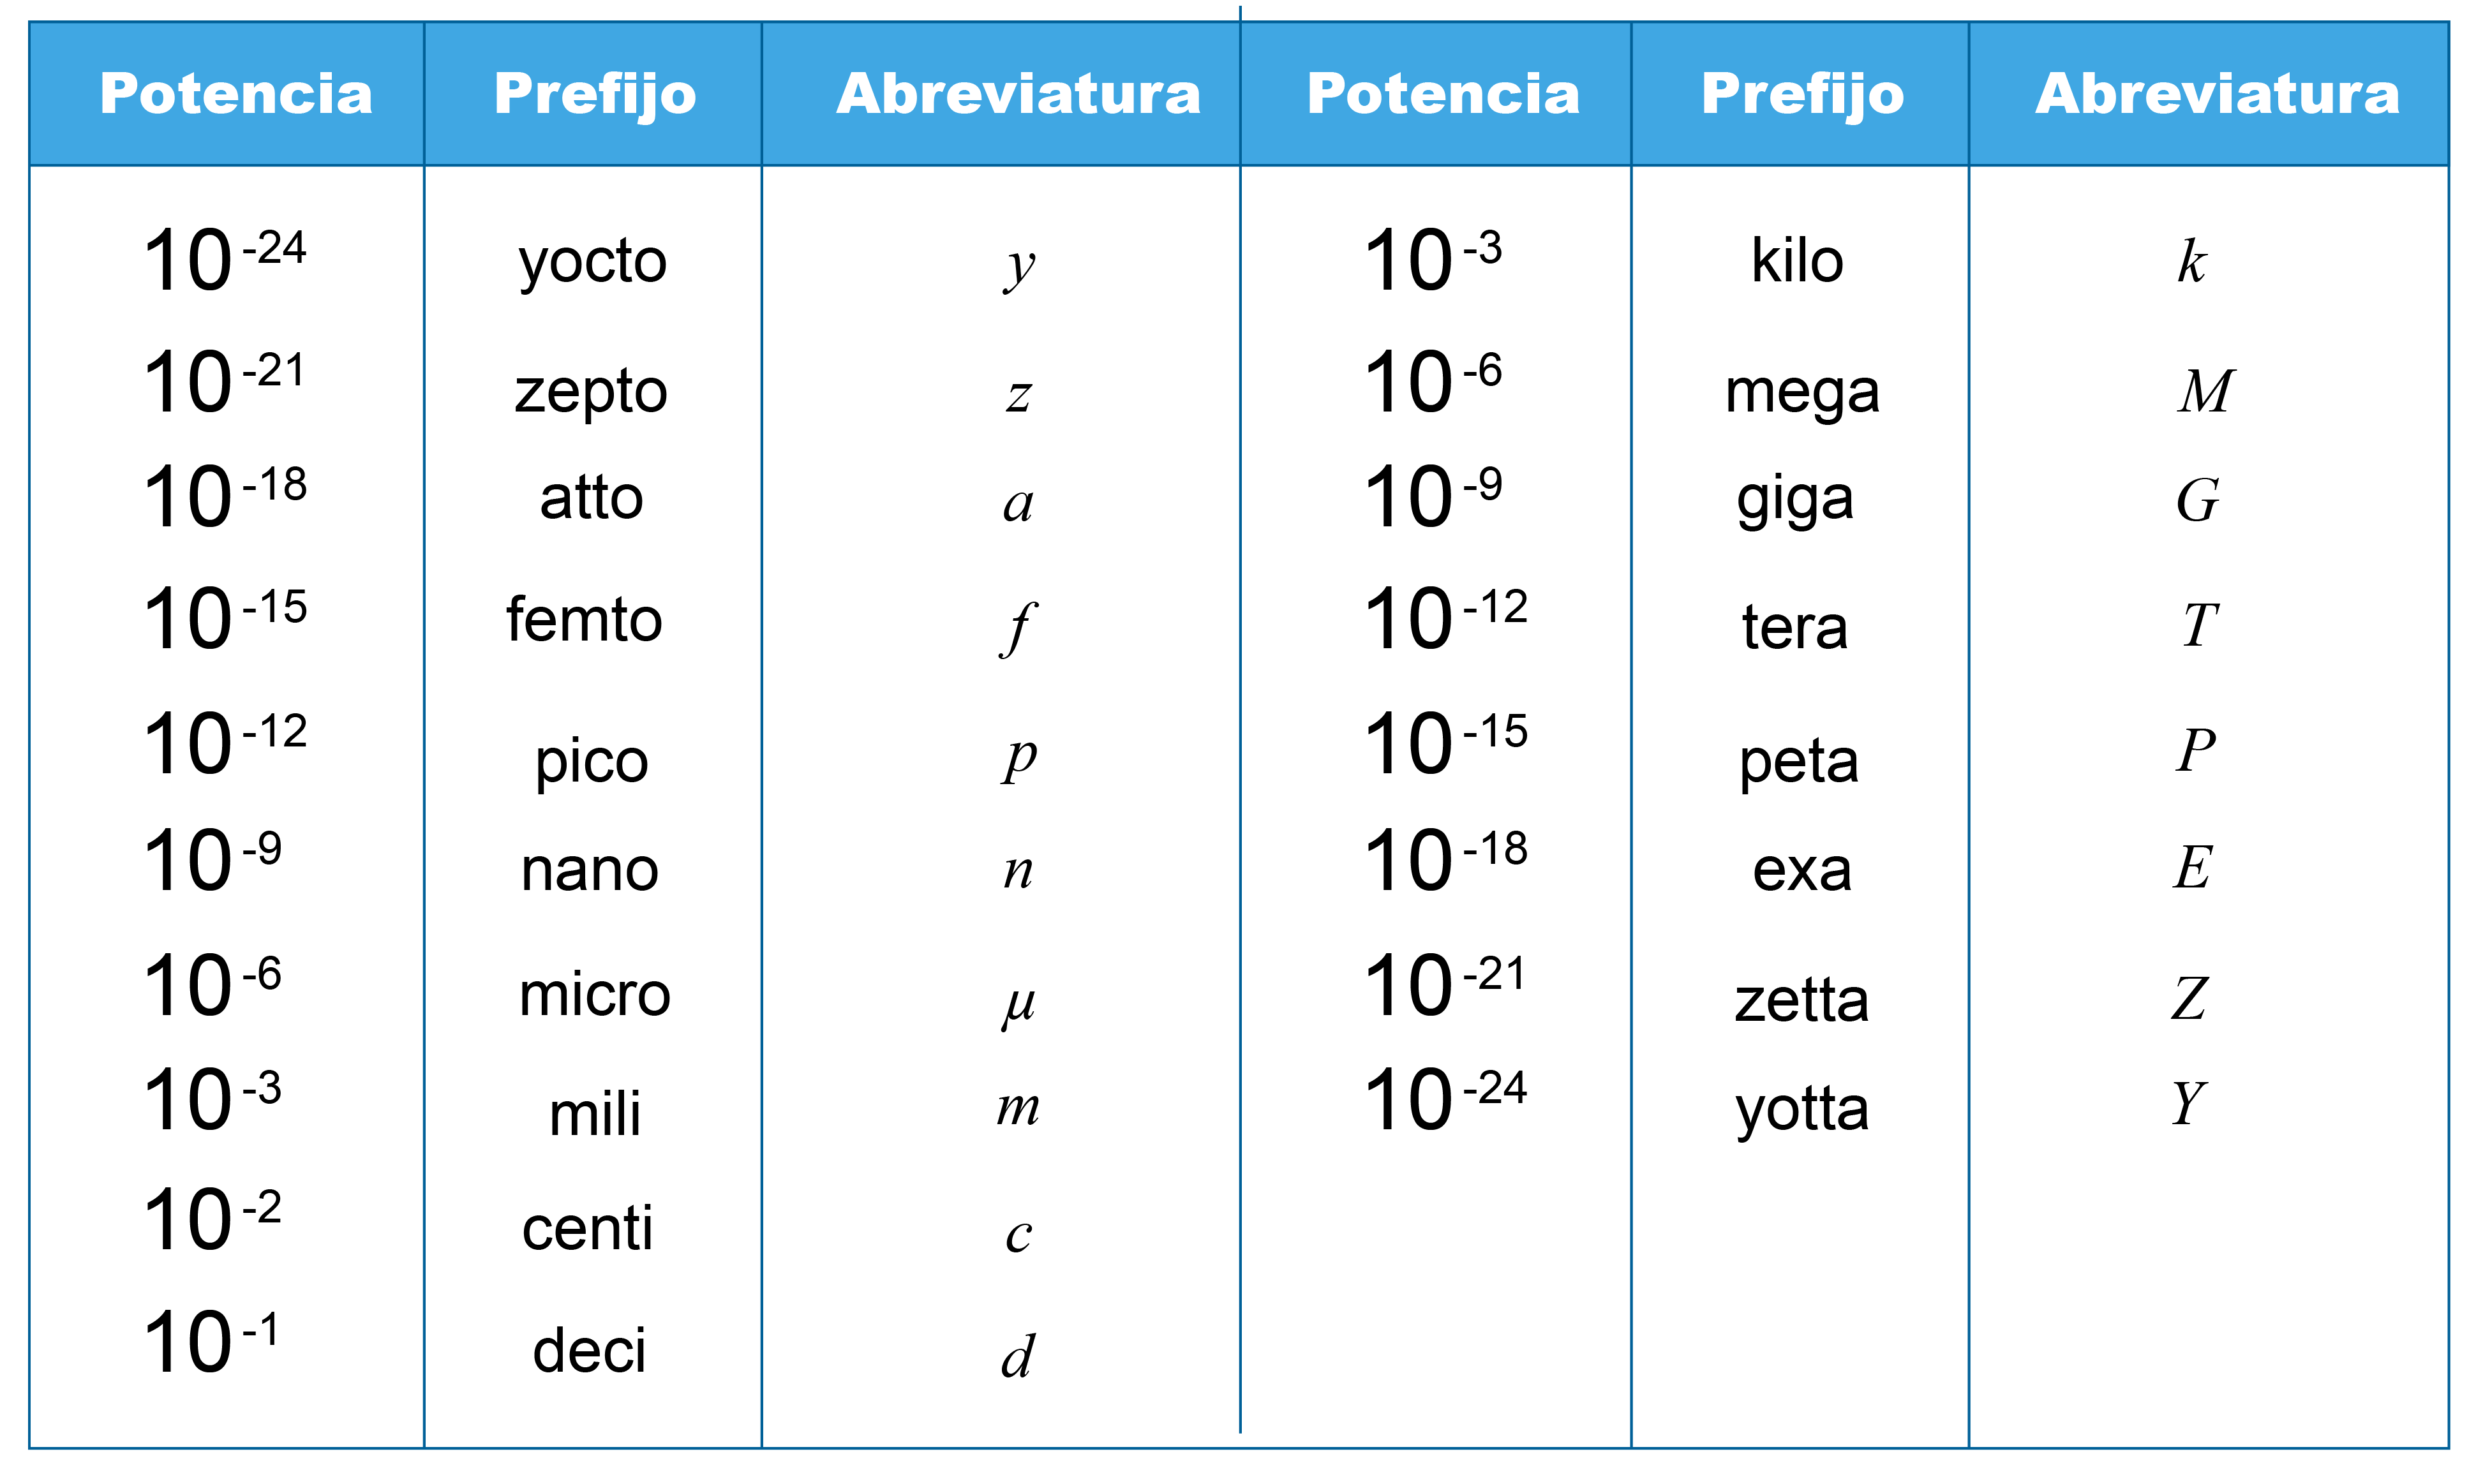 Potencia Prefijo Abreviatura Potencia Prefijo Abreviatura
10⁻²⁴ yocto y 10⁻³ kilo k
10⁻²¹ zepto z 10⁻⁶ mega M
10⁻¹⁸ atto a 10⁻⁹ giga G
10⁻¹⁵ femto f 10⁻¹² tera T
10⁻¹² pico p 10⁻¹⁵ peta P
10⁻⁹ nano n 10⁻¹⁸ exa E
10⁻⁶ micro μ 10⁻²¹ zetta Z
10⁻³ mili m 10⁻²⁴ yotta Y
10⁻² centi c
10⁻¹ deci d